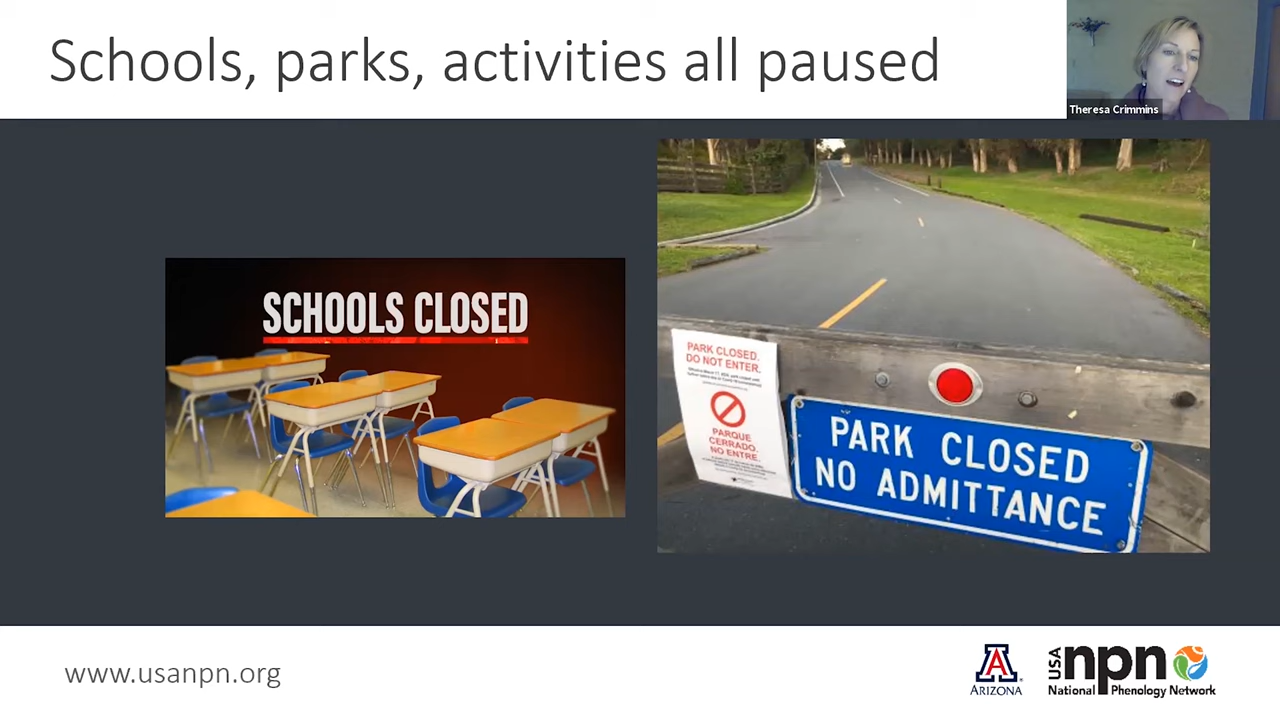 Schools, parks, activities all paused
Theresa Crimmins
SCHOOLS CLOSED
PARK CLOSED.
DO NOT ENTER.
PARQUE
CERRADO.
NO ENTRE
PARK CLOSED
NO ADMITTANCE
www.usanpn.org
A
ARIZONA
USA
npn
National Phenology Network